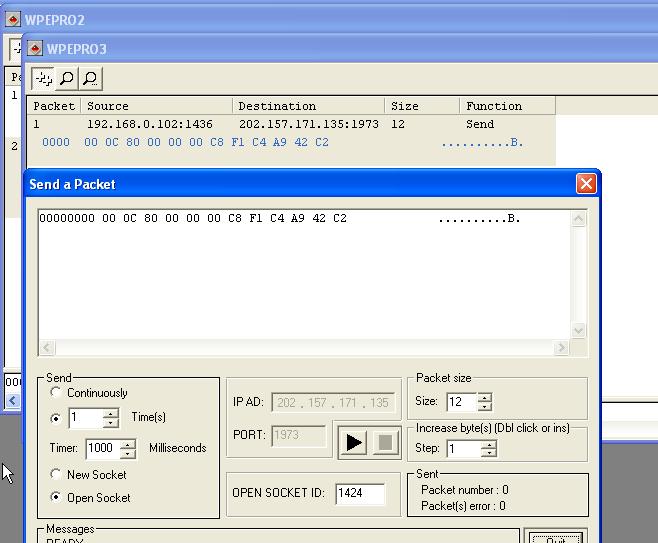 WPEPRO2
WPEPRO3
Packet Source Destination Size Function
1 192.168.0.102:1436 202.157.171.135:1973 12 Send
0000 00 0C 80 00 00 00 C8 F1 C4 A9 42 C2 ..........B.
1
2
Send a Packet
00000000 00 0C 80 00 00 00 C8 F1 C4 A9 42 C2 ..........B.
Send
Continuously
1 Time(s)
Timer: 1000 Milliseconds
New Socket
Open Socket
IP AD: 202 . 157 . 171 . 135
PORT: 1973
OPEN SOCKET ID: 1424
Packet size
Size: 12
Increase byte(s) (Dbl click or ins)
Step: 1
Sent
Packet number : 0
Packet(s) error : 0
Messages
READY
Quit